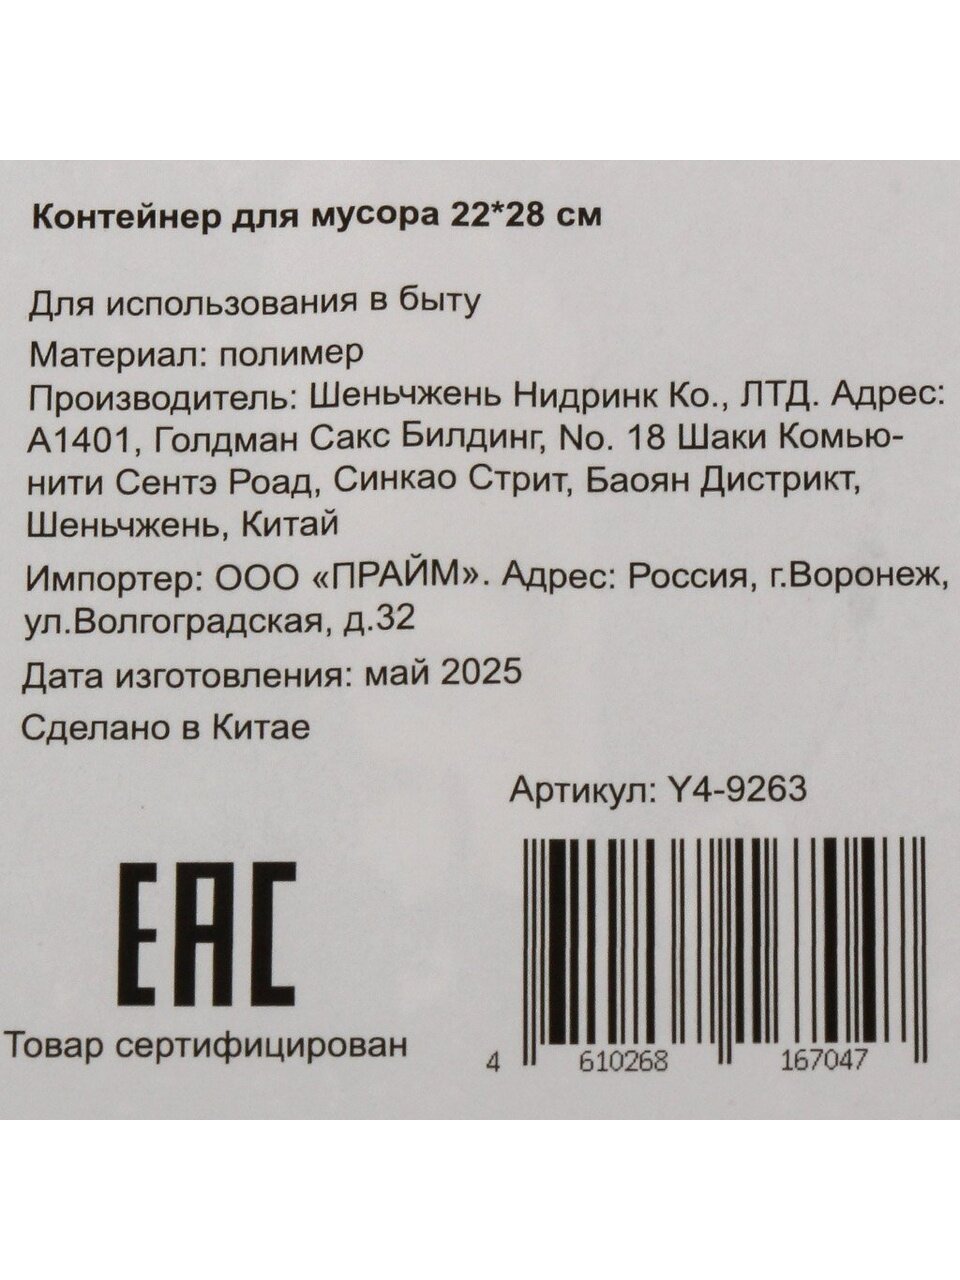 Контейнер для мусора 22*28 см
Для использования в быту
Материал: полимер
Производитель: Шеньчжень Нидринк Ко., ЛТД. Адрес:
А1401, Голдман Сакс Билдинг, No. 18 Шаки Комью-
нити Сентэ Роад, Синкао Стрит, Баоян Дистрикт,
Шеньчжень, Китай
Импортер: ООО «ПРАЙМ». Адрес: Россия, г.Воронеж,
ул.Волгоградская, д.32
Дата изготовления: май 2025
Сделано в Китае
Артикул: Y4-9263
ЕАС
Товар сертифицирован
4 610268 167047